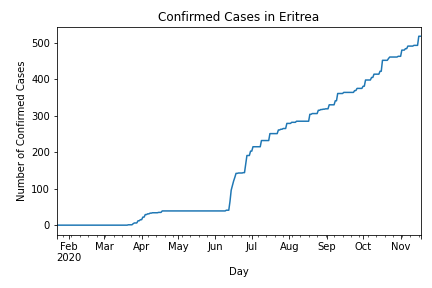 Confirmed Cases in Eritrea
500
400
300
200
100
0
Number of Confirmed Cases
Feb Mar Apr May Jun Jul Aug Sep Oct Nov
2020
Day